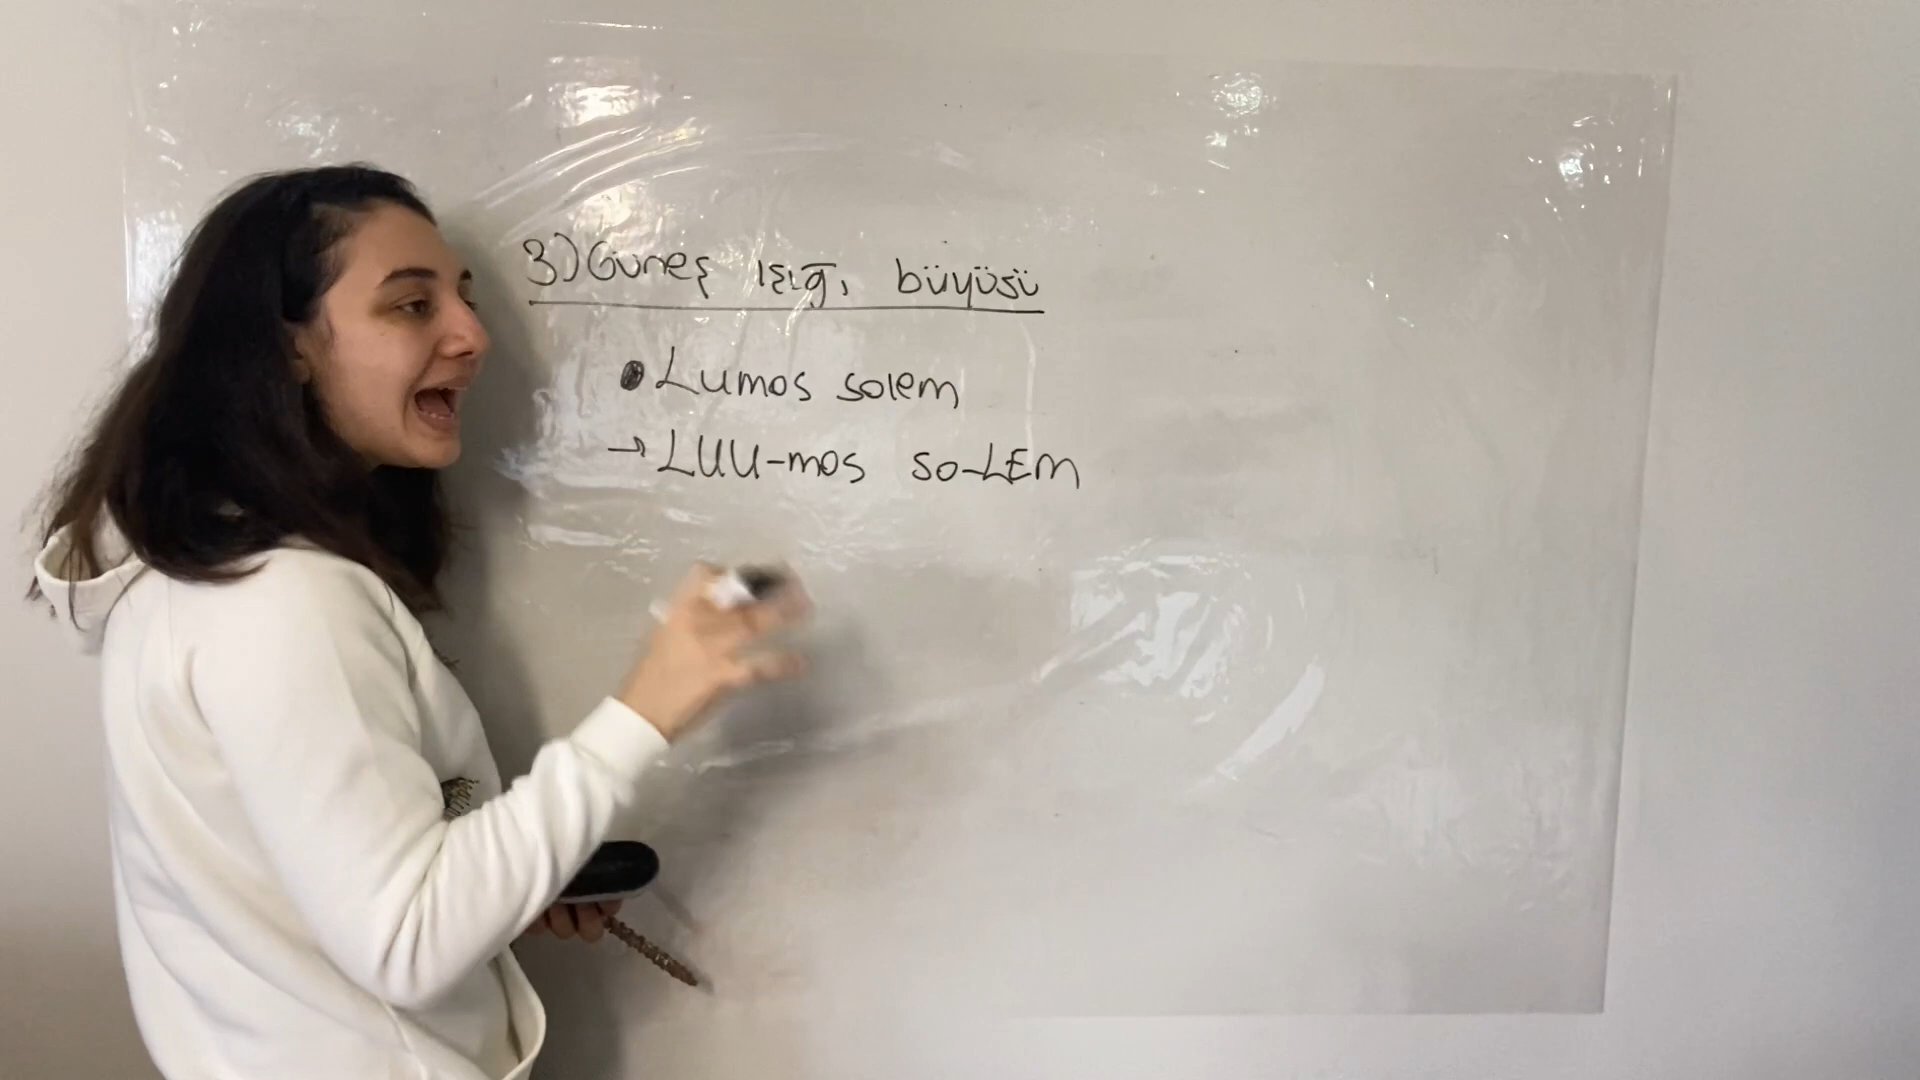 3) Güneş ışığı büyüsü
• Lumos solem
→ LUU-mos so-LEM